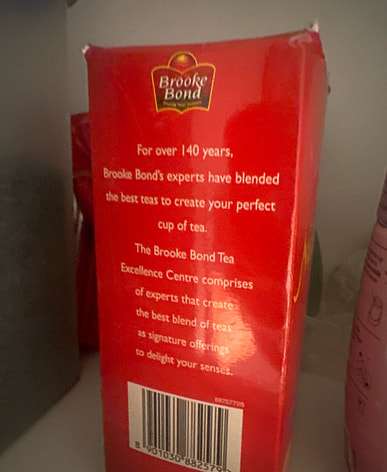 Brooke
Bond
For over 140 years,
Brooke Bond's experts have blended
the best teas to create your perfect
cup of tea.
The Brooke Bond Tea
Excellence Centre comprises
of experts that create
the best blend of teas
as signature offerings
to delight your senses.